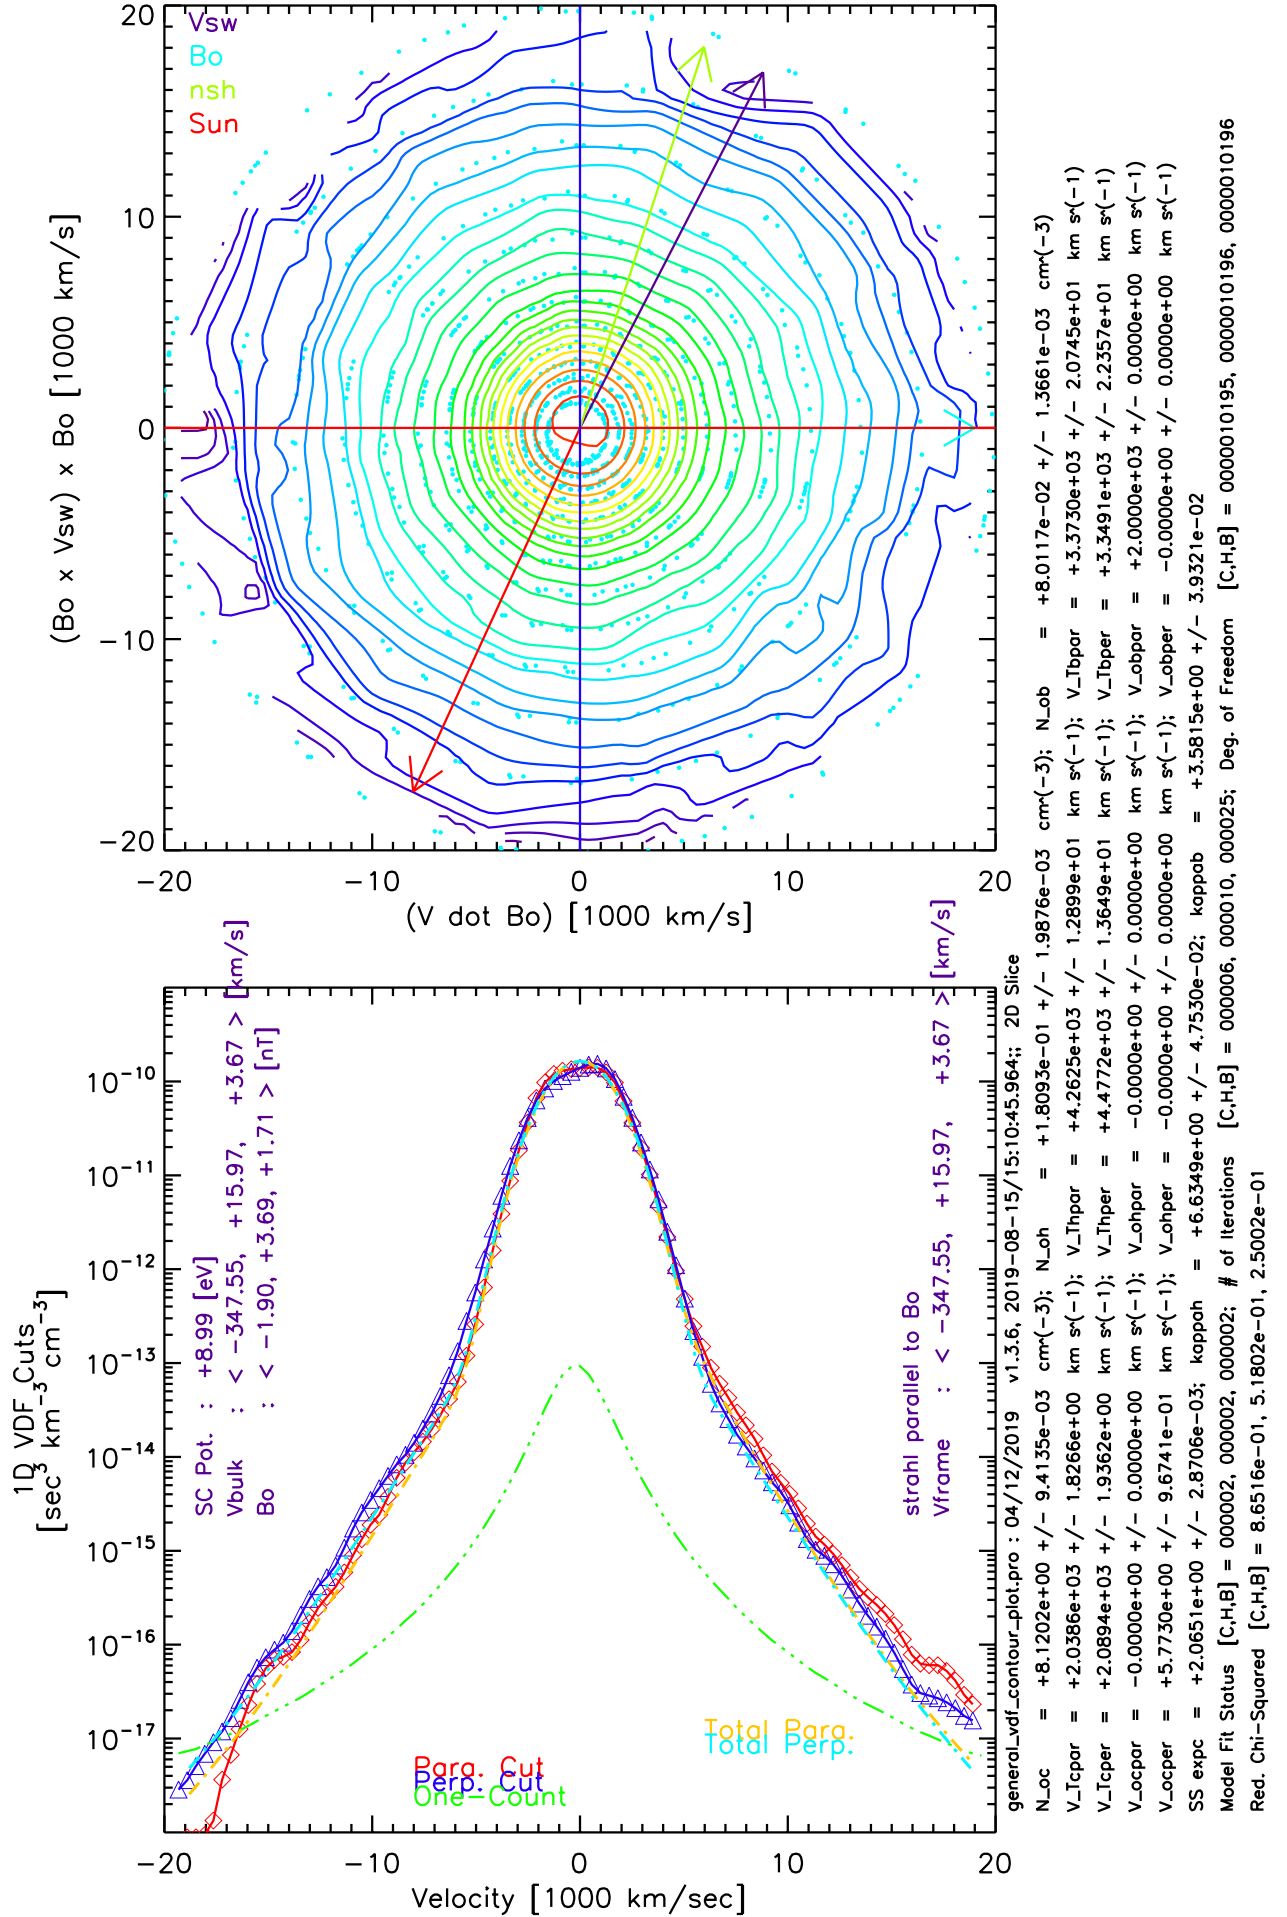 Vsw
Bo
nsh
Sun
20
10
0
−10
−20
(Bo x Vsw) x Bo [1000 km/s]
−20 −10 0 10 20
(V dot Bo) [1000 km/s]
SC Pot. : +8.99 [eV]
Vbulk : < −347.55, +15.97, +3.67 > [km/s]
Bo : < −1.90, +3.69, +1.71 > [nT]
strahl parallel to Bo
Vframe : < −347.55, +15.97, +3.67 > [km/s]
1D VDF Cuts
[sec³ km⁻³ cm⁻³]
10⁻¹⁰
10⁻¹¹
10⁻¹²
10⁻¹³
10⁻¹⁴
10⁻¹⁵
10⁻¹⁶
10⁻¹⁷
Total Para.
Total Perp.
Para. Cut
Perp. Cut
One−Count
−20 −10 0 10 20
Velocity [1000 km/sec]
general_vdf_contour_plot.pro : 04/12/2019 v1.3.6, 2019−08−15/15:10:45.964;; 2D Slice
N_oc = +8.1202e+00 +/− 9.4135e−03 cm^(−3); N_oh = +1.8093e−01 +/− 1.9876e−03 cm^(−3); N_ob = +8.0117e−02 +/− 1.3661e−03 cm^(−3)
V_Tcpar = +2.0386e+03 +/− 1.8266e+00 km s^(−1); V_Thpar = +4.2625e+03 +/− 1.2899e+01 km s^(−1); V_Tbpar = +3.3730e+03 +/− 2.0745e+01 km s^(−1)
V_Tcper = +2.0894e+03 +/− 1.9362e+00 km s^(−1); V_Thper = +4.4772e+03 +/− 1.3649e+01 km s^(−1); V_Tbper = +3.3491e+03 +/− 2.2357e+01 km s^(−1)
V_ocpar = −0.0000e+00 +/− 0.0000e+00 km s^(−1); V_ohpar = −0.0000e+00 +/− 0.0000e+00 km s^(−1); V_obpar = +2.0000e+03 +/− 0.0000e+00 km s^(−1)
V_ocper = +5.7730e+00 +/− 9.6741e−01 km s^(−1); V_ohper = −0.0000e+00 +/− 0.0000e+00 km s^(−1); V_obper = −0.0000e+00 +/− 0.0000e+00 km s^(−1)
SS expc = +2.0651e+00 +/− 2.8706e−03; kappah = +6.6349e+00 +/− 4.7530e−02; kappab = +3.5815e+00 +/− 3.9321e−02
Model Fit Status [C,H,B] = 000002, 000002, 000002; # of Iterations [C,H,B] = 000006, 000010, 000025; Deg. of Freedom [C,H,B] = 0000010195, 0000010196, 0000010196
Red. Chi−Squared [C,H,B] = 8.6516e−01, 5.1802e−01, 2.5002e−01